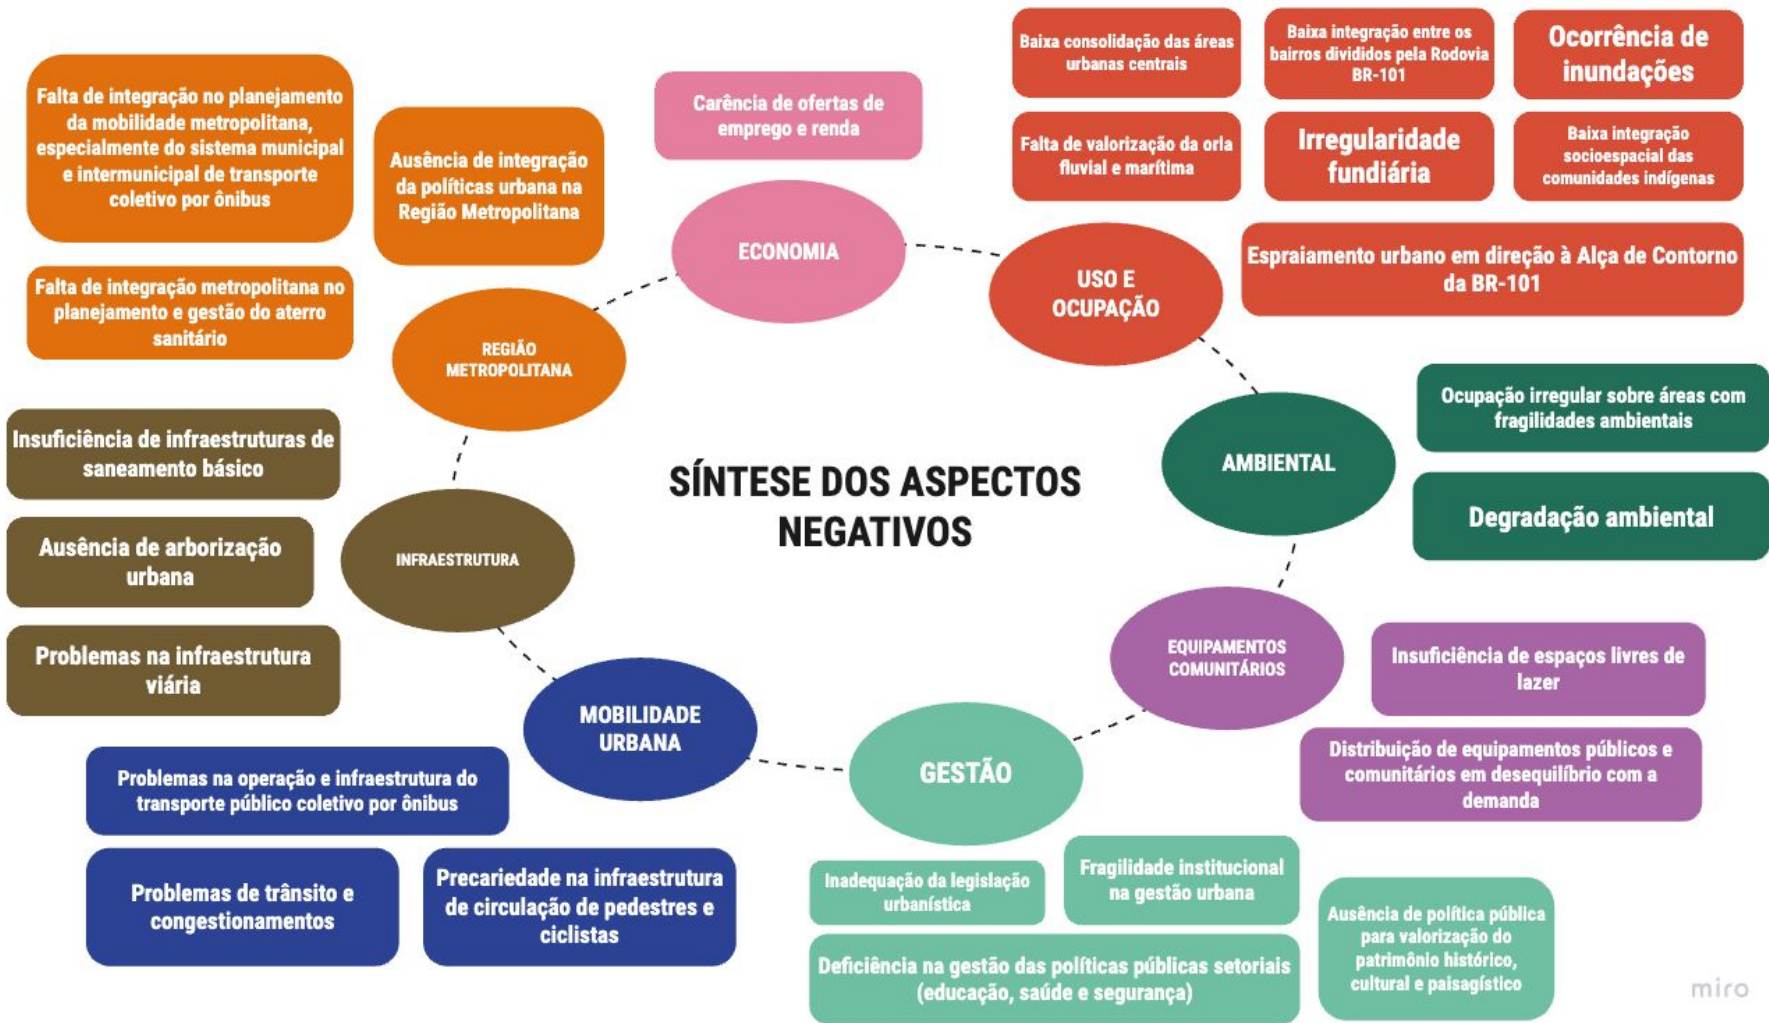 Falta de integração no planejamento
da mobilidade metropolitana,
especialmente do sistema municipal
e intermunicipal de transporte
coletivo por ônibus
Ausência de integração
da políticas urbana na
Região Metropolitana
Falta de integração metropolitana no
planejamento e gestão do aterro
sanitário
REGIÃO
METROPOLITANA
Carência de ofertas de
emprego e renda
ECONOMIA
Baixa consolidação das áreas
urbanas centrais
Baixa integração entre os
bairros divididos pela Rodovia
BR-101
Ocorrência de
inundações
Falta de valorização da orla
fluvial e marítima
Irregularidade
fundiária
Baixa integração
socioespacial das
comunidades indígenas
Espraiamento urbano em direção à Alça de Contorno
da BR-101
USO E
OCUPAÇÃO
Ocupação irregular sobre áreas com
fragilidades ambientais
AMBIENTAL
Degradação ambiental
SÍNTESE DOS ASPECTOS
NEGATIVOS
Insuficiência de infraestruturas de
saneamento básico
Ausência de arborização
urbana
Problemas na infraestrutura
viária
INFRAESTRUTURA
EQUIPAMENTOS
COMUNITÁRIOS
Insuficiência de espaços livres de
lazer
Distribuição de equipamentos públicos e
comunitários em desequilíbrio com a
demanda
MOBILIDADE
URBANA
Problemas na operação e infraestrutura do
transporte público coletivo por ônibus
Problemas de trânsito e
congestionamentos
Precariedade na infraestrutura
de circulação de pedestres e
ciclistas
GESTÃO
Inadequação da legislação
urbanística
Fragilidade institucional
na gestão urbana
Deficiência na gestão das políticas públicas setoriais
(educação, saúde e segurança)
Ausência de política pública
para valorização do
patrimônio histórico,
cultural e paisagístico
miro